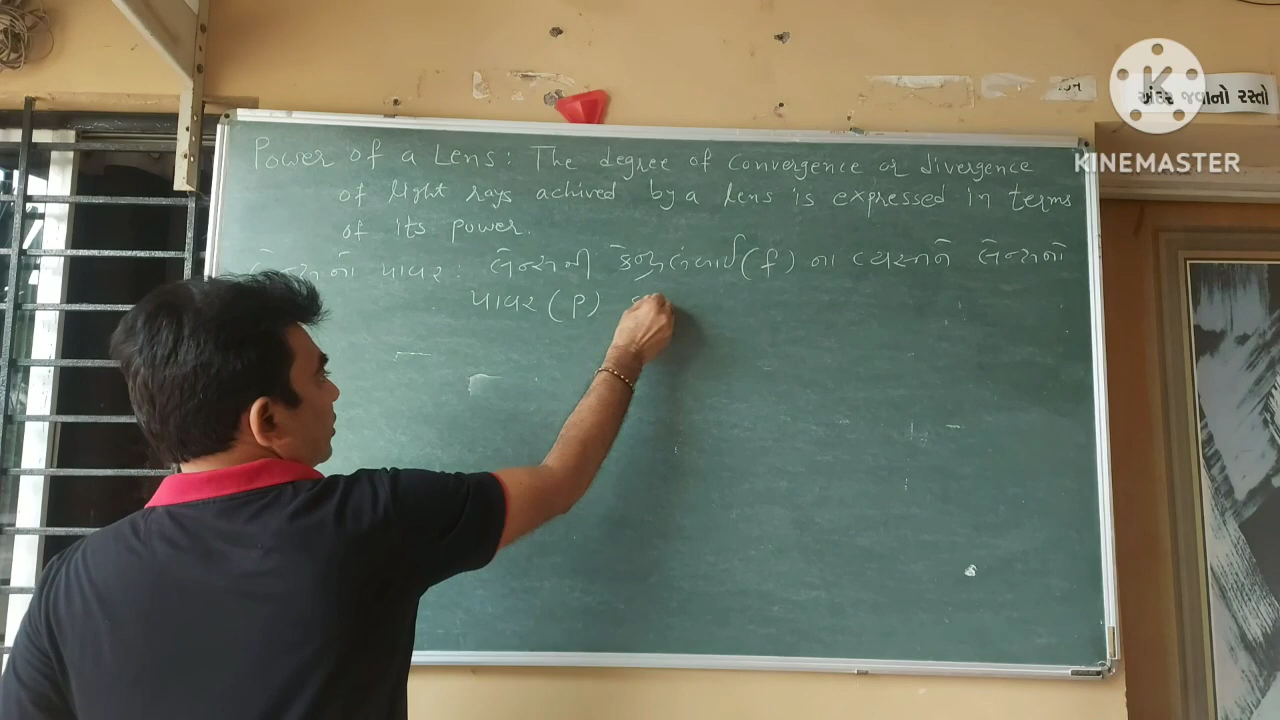 અંદર જવાનો રસ્તો
KINEMASTER
Power of a Lens: The degree of convergence or divergence
of light rays achived by a Lens is expressed in terms
of its power.
લેન્સનો પાવર: લેન્સની કેન્દ્રલંબાઈ (f) ના વ્યસ્તને લેન્સનો
પાવર (P)